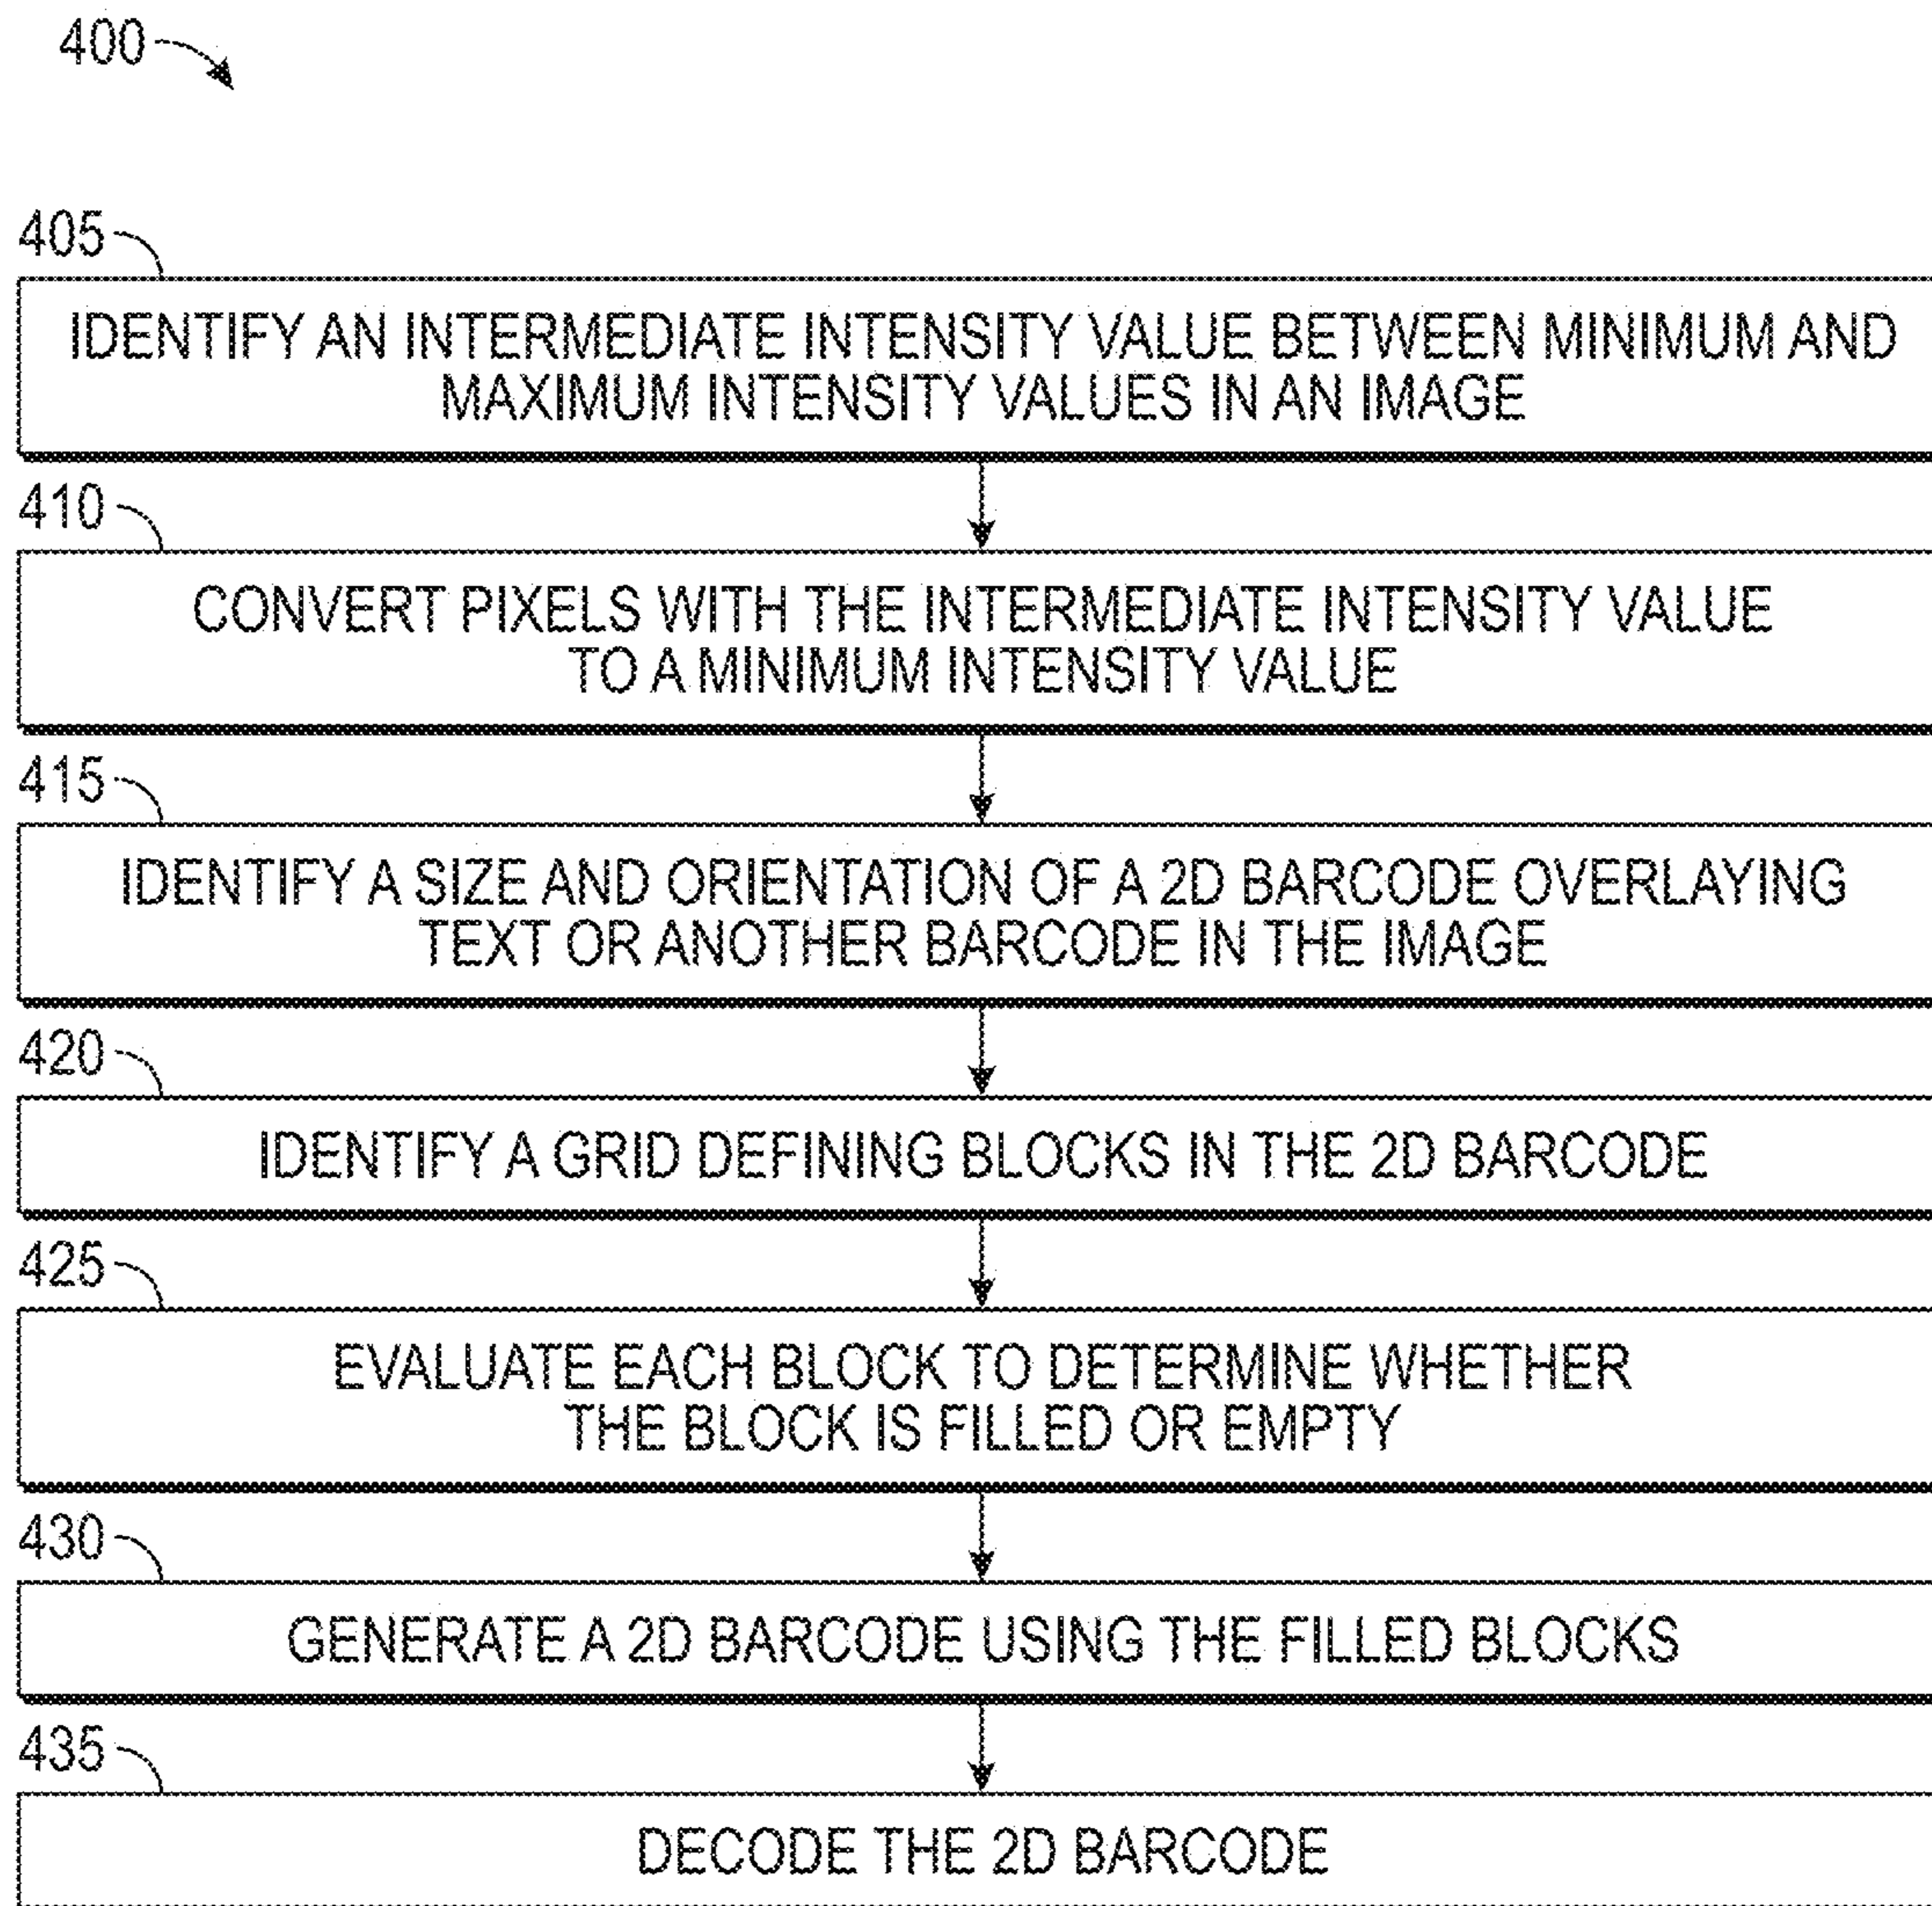 400
405
IDENTIFY AN INTERMEDIATE INTENSITY VALUE BETWEEN MINIMUM AND
MAXIMUM INTENSITY VALUES IN AN IMAGE
410
CONVERT PIXELS WITH THE INTERMEDIATE INTENSITY VALUE
TO A MINIMUM INTENSITY VALUE
415
IDENTIFY A SIZE AND ORIENTATION OF A 2D BARCODE OVERLAYING
TEXT OR ANOTHER BARCODE IN THE IMAGE
420
IDENTIFY A GRID DEFINING BLOCKS IN THE 2D BARCODE
425
EVALUATE EACH BLOCK TO DETERMINE WHETHER
THE BLOCK IS FILLED OR EMPTY
430
GENERATE A 2D BARCODE USING THE FILLED BLOCKS
435
DECODE THE 2D BARCODE